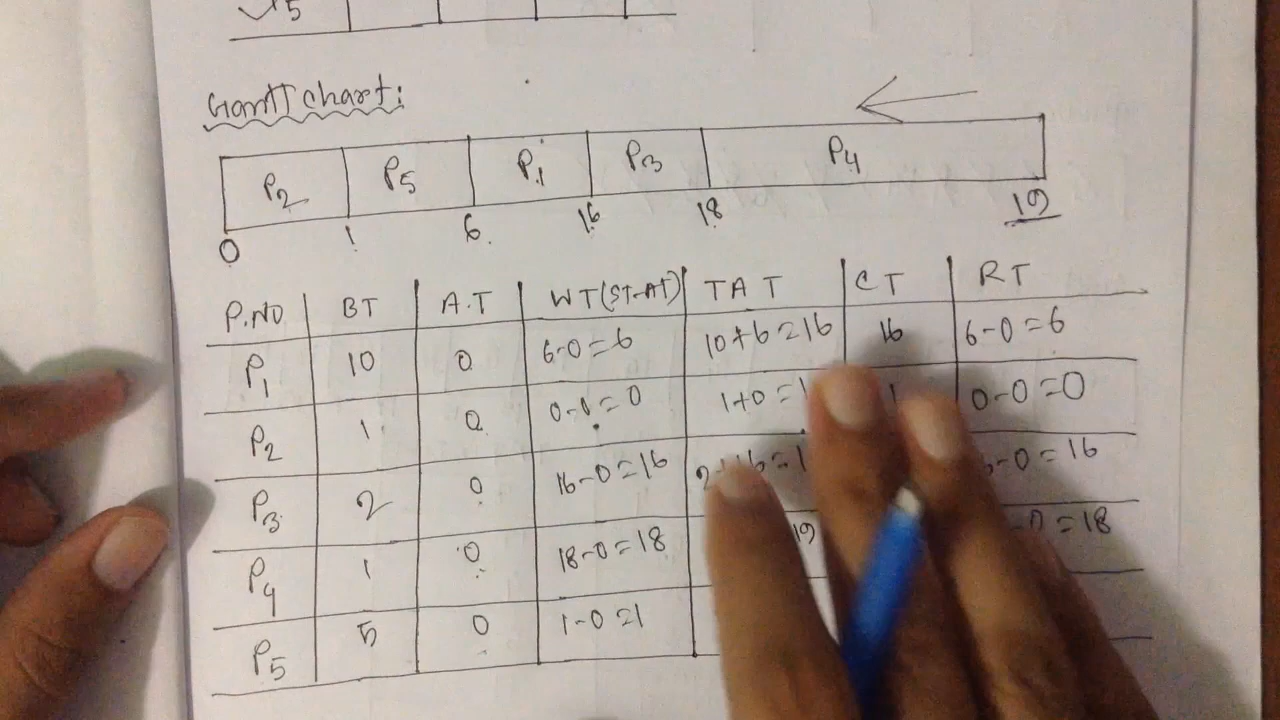 P5
Gantt chart:
P2 P5 P1 P3 P4
0 1 6 16 18 19
P.NO BT A.T WT(ST-AT) TAT CT RT
P1 10 0 6-0=6 10+6=16 16 6-0=6
P2 1 0 0-0=0 1+0=1 1 0-0=0
P3 2 0 16-0=16 -0=16
P4 1 0 18-0=18 19 -0=18
P5 5 0 1-0=1